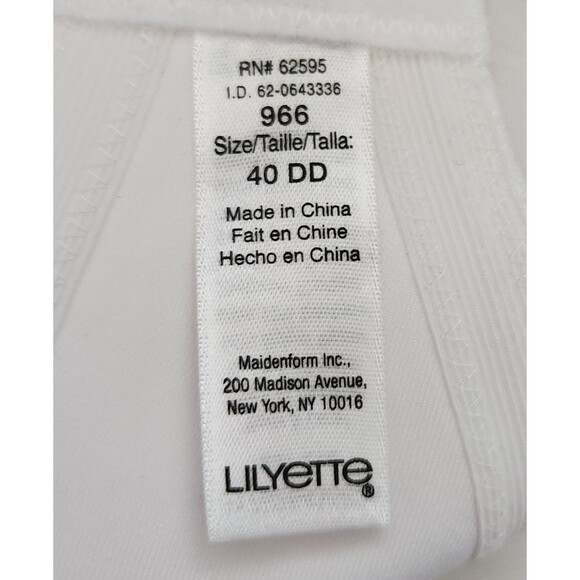 RN# 62595
I.D. 62-0643336
966
Size/Taille/Talla:
40 DD
Made in China
Fait en Chine
Hecho en China
Maidenform Inc.,
200 Madison Avenue,
New York, NY 10016
LILYETTE®